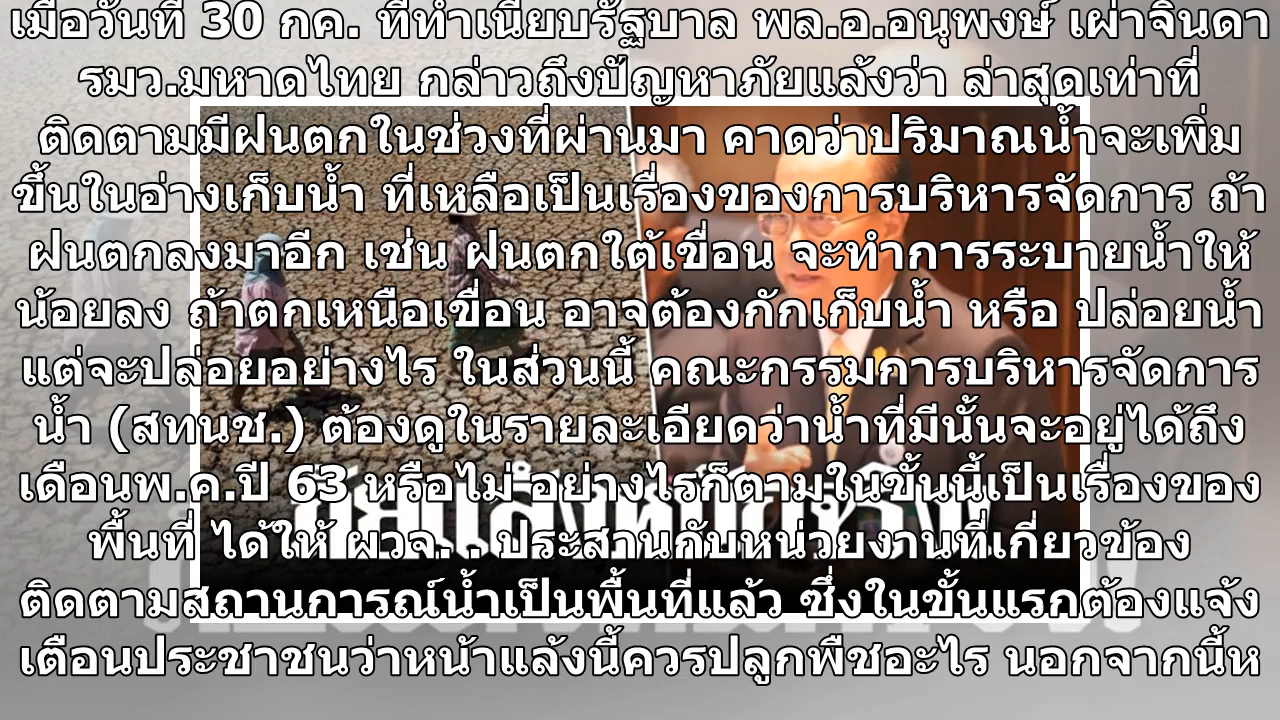 เมื่อวันที่ 30 กค. ที่ทำเนียบรัฐบาล พล.อ.อนุพงษ์ เผ่าจินดา
รมว.มหาดไทย กล่าวถึงปัญหาภัยแล้งว่า ล่าสุดเท่าที่
ติดตามมีฝนตกในช่วงที่ผ่านมา คาดว่าปริมาณน้ำจะเพิ่ม
ขึ้นในอ่างเก็บน้ำ ที่เหลือเป็นเรื่องของการบริหารจัดการ ถ้า
ฝนตกลงมาอีก เช่น ฝนตกใต้เขื่อน จะทำการระบายน้ำให้
น้อยลง ถ้าตกเหนือเขื่อน อาจต้องกักเก็บน้ำ หรือ ปล่อยน้ำ
แต่จะปล่อยอย่างไร ในส่วนนี้ คณะกรรมการบริหารจัดการ
น้ำ (สทนช.) ต้องดูในรายละเอียดว่าน้ำที่มีนั้นจะอยู่ได้ถึง
เดือนพ.ค.ปี 63 หรือไม่ อย่างไรก็ตามในขั้นนี้เป็นเรื่องของ
พื้นที่ ได้ให้ ผวจ. . ประสานกับหน่วยงานที่เกี่ยวข้อง
ติดตามสถานการณ์น้ำเป็นพื้นที่แล้ว ซึ่งในขั้นแรกต้องแจ้ง
เตือนประชาชนว่าหน้าแล้งนี้ควรปลูกพืชอะไร นอกจากนี้ห